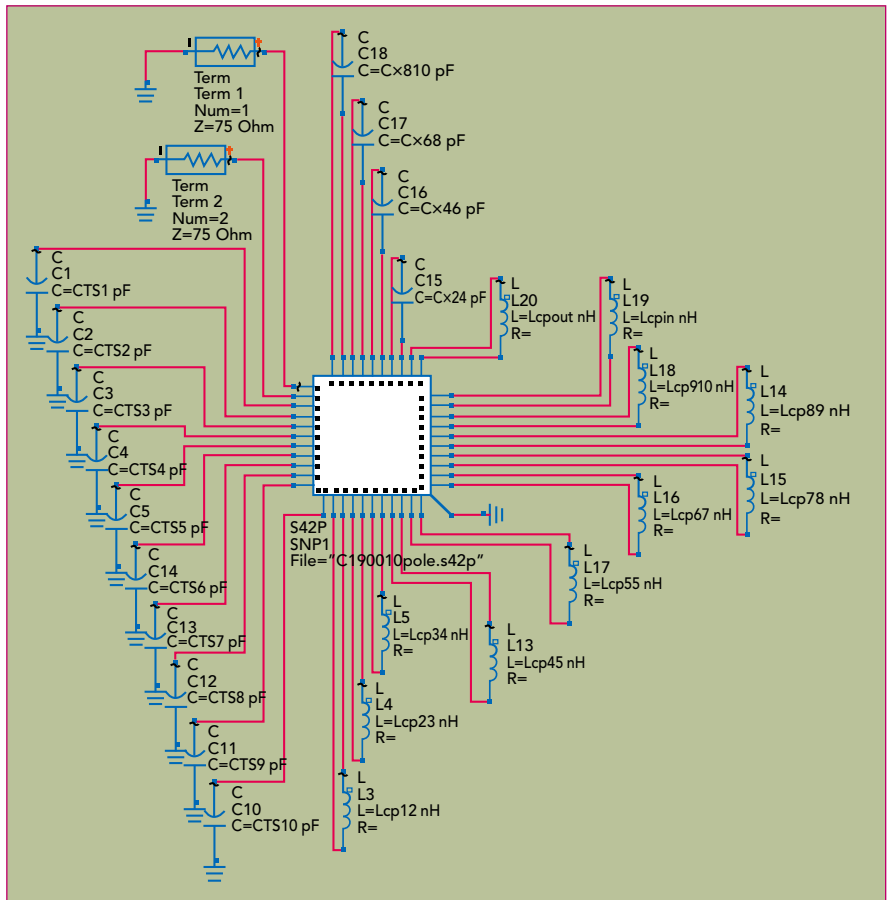 C
C18
C=C×810 pF
Term
Term 1
Num=1
Z=75 Ohm
C
C17
C=C×68 pF
Term
Term 2
Num=2
Z=75 Ohm
C
C16
C=C×46 pF
C
C1
C=CTS1 pF
C
C15
C=C×24 pF
L
L20
L=Lcpout nH
R=
L
L19
L=Lcpin nH
R=
C
C2
C=CTS2 pF
L
L18
L=Lcp910 nH
R=
L
L14
L=Lcp89 nH
R=
C
C3
C=CTS3 pF
C
C4
C=CTS4 pF
L
L15
L=Lcp78 nH
R=
L
L16
L=Lcp67 nH
R=
C
C5
C=CTS5 pF
S42P
SNP1
File="C190010pole.s42p"
C
C14
C=CTS6 pF
L
L17
L=Lcp55 nH
R=
C
C13
C=CTS7 pF
L
L5
L=Lcp34 nH
R=
L
L13
L=Lcp45 nH
R=
C
C12
C=CTS8 pF
L
L4
L=Lcp23 nH
R=
C
C11
C=CTS9 pF
L
L3
L=Lcp12 nH
R=
C
C10
C=CTS10 pF